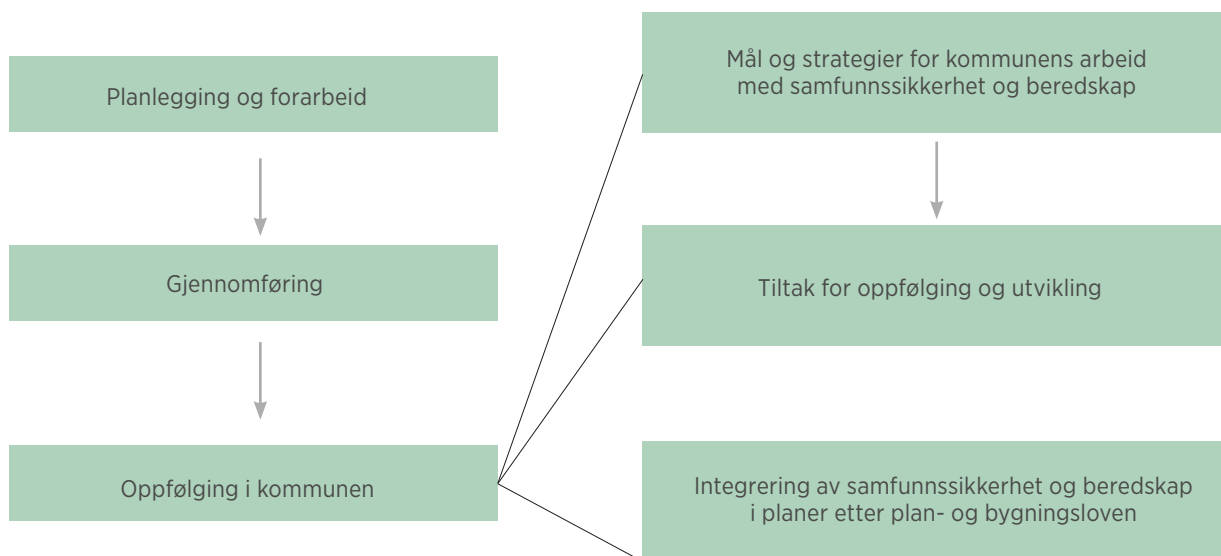 Planlegging og forarbeid
Gjennomføring
Oppfølging i kommunen
Mål og strategier for kommunens arbeid
med samfunnssikkerhet og beredskap
Tiltak for oppfølging og utvikling
Integrering av samfunnssikkerhet og beredskap
i planer etter plan- og bygningsloven